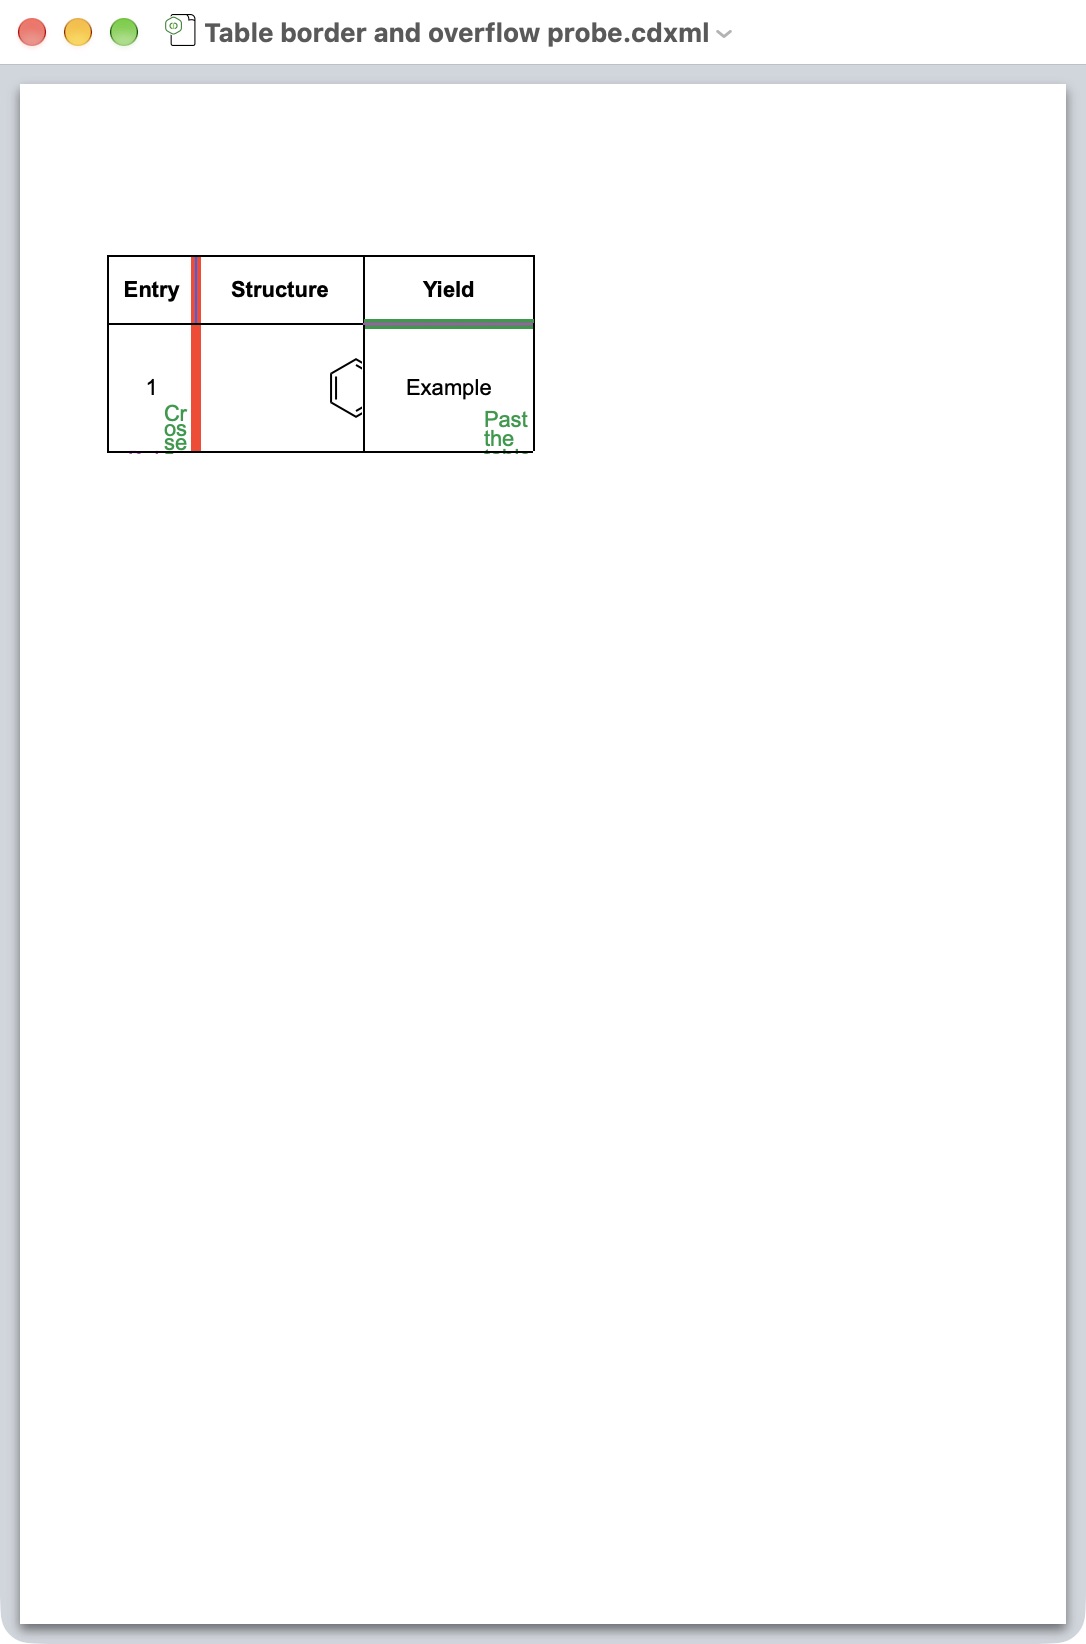 Table border and overflow probe.cdxml
Entry Structure Yield
1 Example
Cr
os
se
Past
the